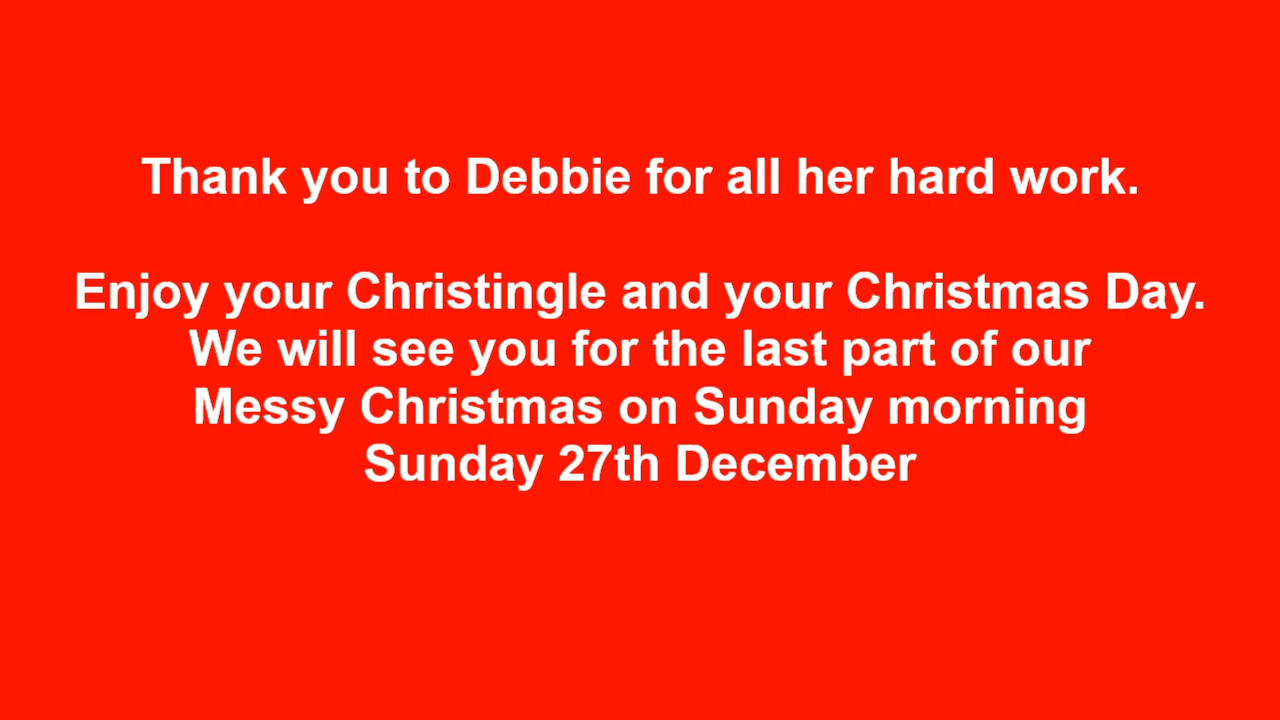 Thank you to Debbie for all her hard work.
Enjoy your Christingle and your Christmas Day.
We will see you for the last part of our
Messy Christmas on Sunday morning
Sunday 27th December